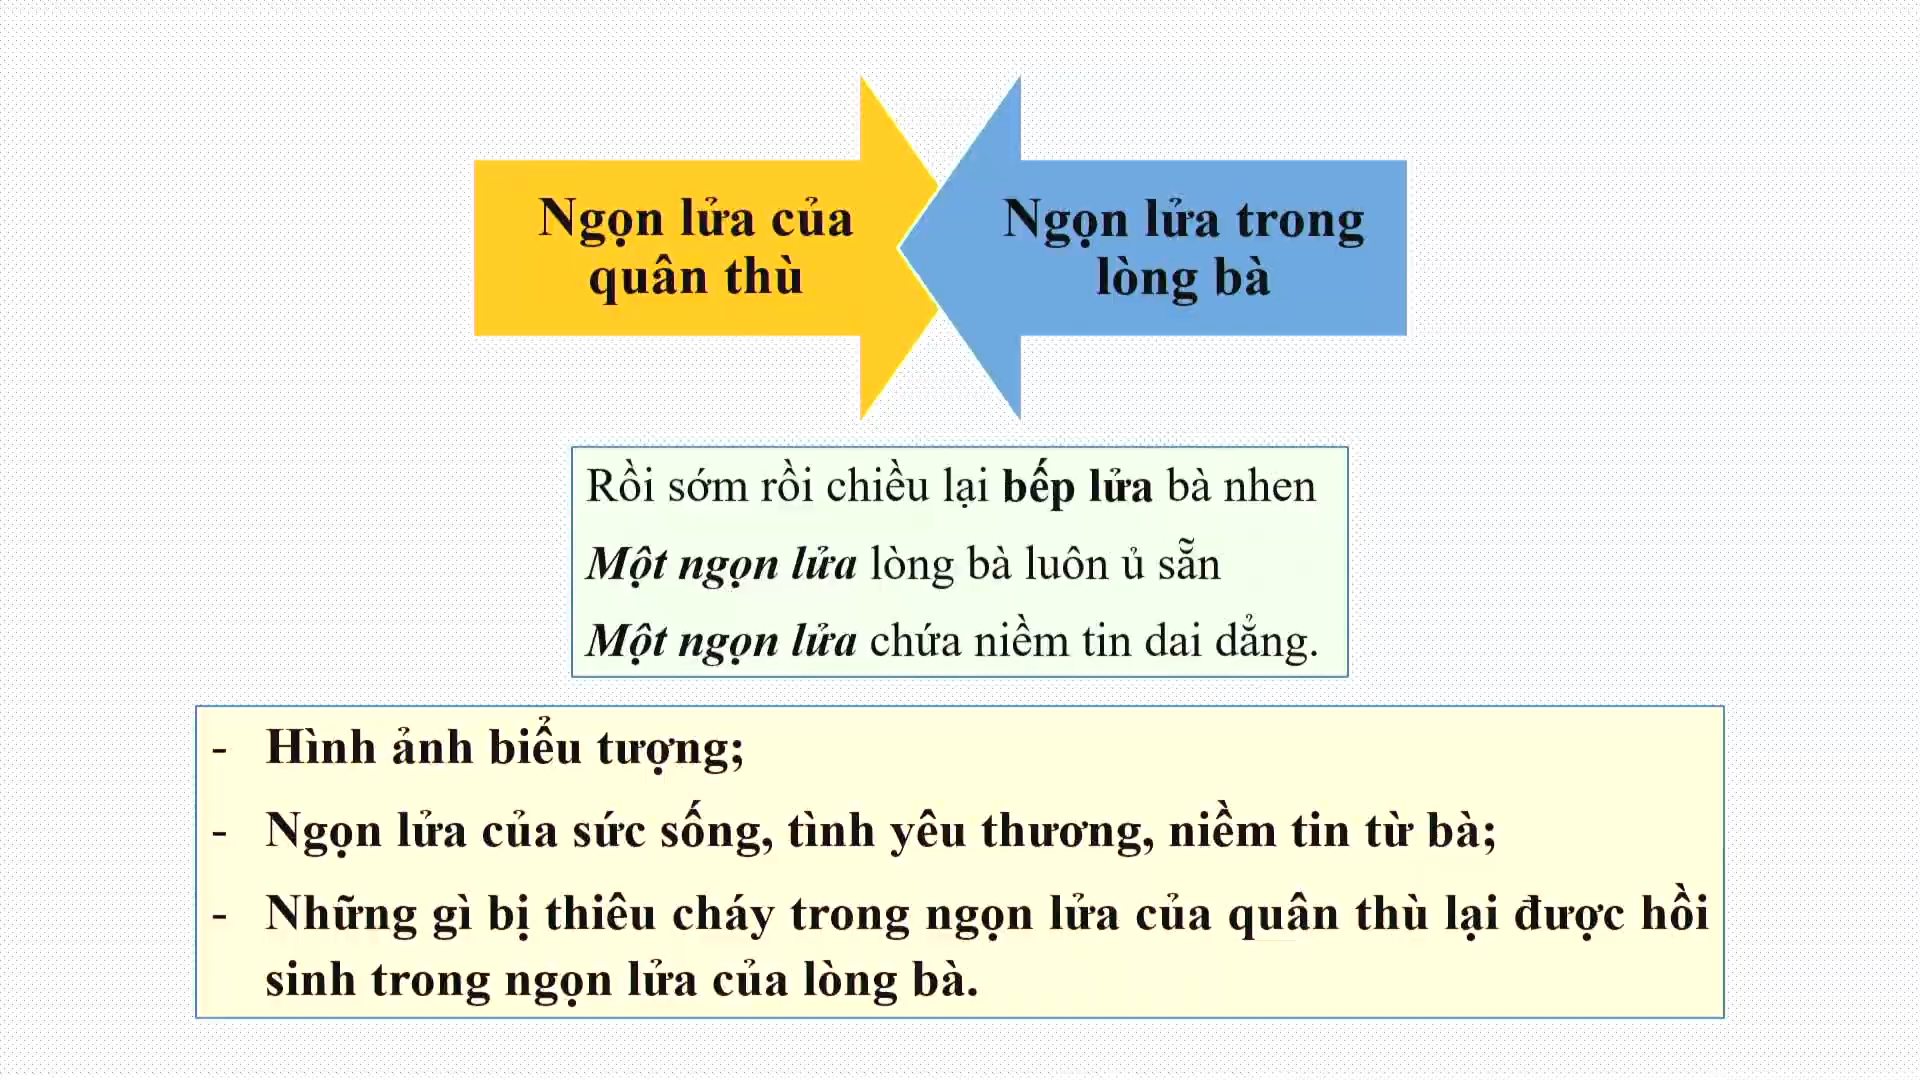 Ngọn lửa của
quân thù
Ngọn lửa trong
lòng bà
Rồi sớm rồi chiều lại bếp lửa bà nhen
Một ngọn lửa lòng bà luôn ủ sẵn
Một ngọn lửa chứa niềm tin dai dẳng.
- Hình ảnh biểu tượng;
- Ngọn lửa của sức sống, tình yêu thương, niềm tin từ bà;
- Những gì bị thiêu cháy trong ngọn lửa của quân thù lại được hồi
sinh trong ngọn lửa của lòng bà.